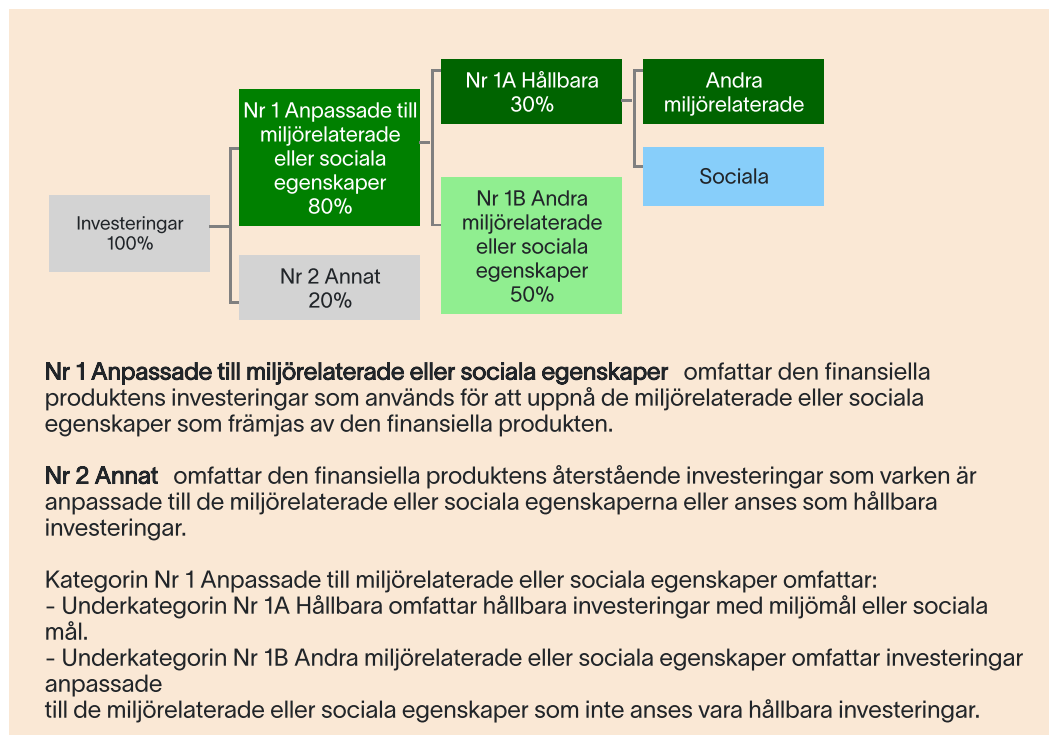 Investeringar
100%
Nr 1 Anpassade till
miljörelaterade
eller sociala
egenskaper
80%
Nr 2 Annat
20%
Nr 1A Hållbara
30%
Nr 1B Andra
miljörelaterade
eller sociala
egenskaper
50%
Andra
miljörelaterade
Sociala
Nr 1 Anpassade till miljörelaterade eller sociala egenskaper omfattar den finansiella
produktens investeringar som används för att uppnå de miljörelaterade eller sociala
egenskaper som främjas av den finansiella produkten.
Nr 2 Annat omfattar den finansiella produktens återstående investeringar som varken är
anpassade till de miljörelaterade eller sociala egenskaperna eller anses som hållbara
investeringar.
Kategorin Nr 1 Anpassade till miljörelaterade eller sociala egenskaper omfattar:
- Underkategorin Nr 1A Hållbara omfattar hållbara investeringar med miljömål eller sociala
mål.
- Underkategorin Nr 1B Andra miljörelaterade eller sociala egenskaper omfattar investeringar
anpassade
till de miljörelaterade eller sociala egenskaper som inte anses vara hållbara investeringar.